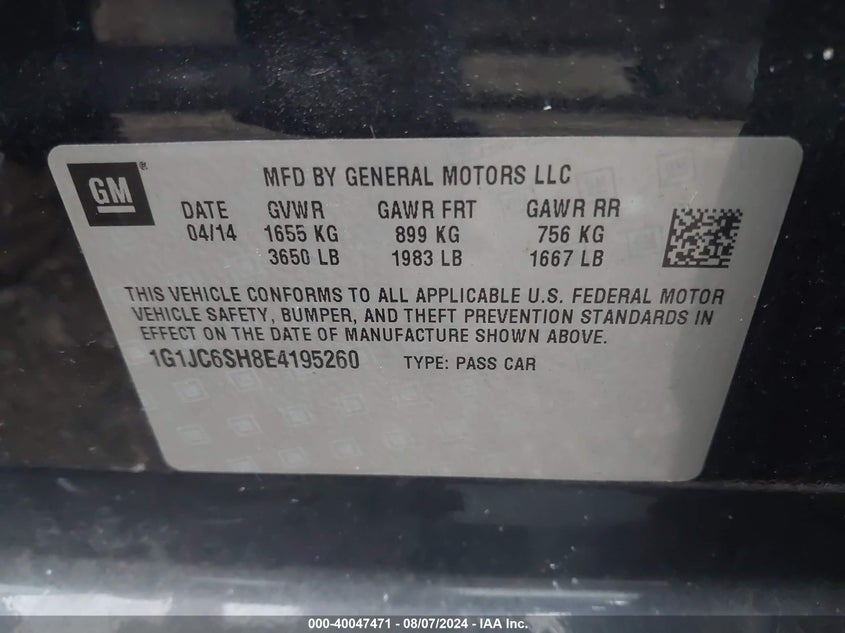 GM®
MFD BY GENERAL MOTORS LLC
DATE GVWR GAWR FRT GAWR RR
04/14 1655 KG 899 KG 756 KG
3650 LB 1983 LB 1667 LB
THIS VEHICLE CONFORMS TO ALL APPLICABLE U.S. FEDERAL MOTOR
VEHICLE SAFETY, BUMPER, AND THEFT PREVENTION STANDARDS IN
EFFECT ON THE DATE OF MANUFACTURE SHOWN ABOVE.
1G1JC6SH8E4195260 TYPE: PASS CAR
000-40047471 - 08/07/2024 - IAA Inc.